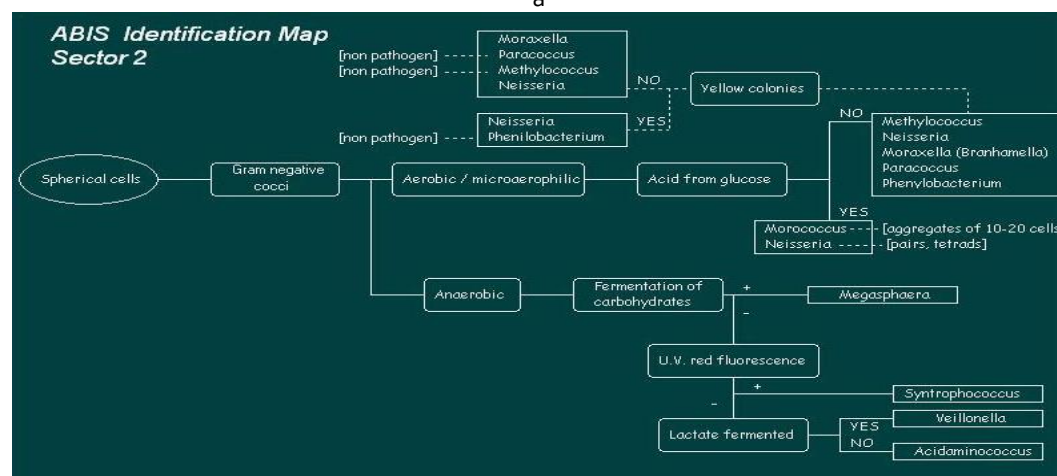 a
ABIS Identification Map
Sector 2
[non pathogen]
[non pathogen]
Moraxella
Paracoccus
Methylococcus
Neisseria
NO
Yellow colonies
[non pathogen]
Neisseria
Phenilobacterium
YES
NO
Methylococcus
Neisseria
Moraxella (Branhamella)
Paracoccus
Phenylobacterium
Spherical cells
Gram negative
cocci
Aerobic / microaerophilic
Acid from glucose
YES
Morococcus
Neisseria
[aggregates of 10-20 cells
[pairs, tetrads]
Anaerobic
Fermentation of
carbohydrates
+
-
Megasphaera
U.V. red fluorescence
+
-
Syntrophococcus
Lactate fermented
YES
NO
Veillonella
Acidaminococcus